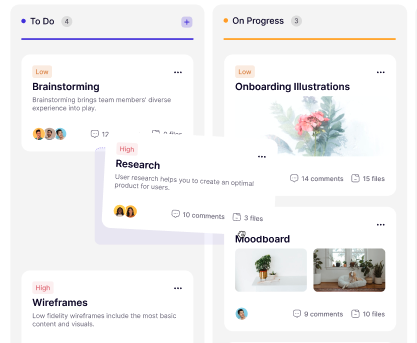 To Do 4 +
Low
Brainstorming
Brainstorming brings team members' diverse
experience into play.
12
files
High
Research
User research helps you to create an optimal
product for users.
10 comments 3 files
High
Wireframes
Low fidelity wireframes include the most basic
content and visuals.
On Progress 3
Low
Onboarding Illustrations
14 comments 15 files
Moodboard
9 comments 10 files